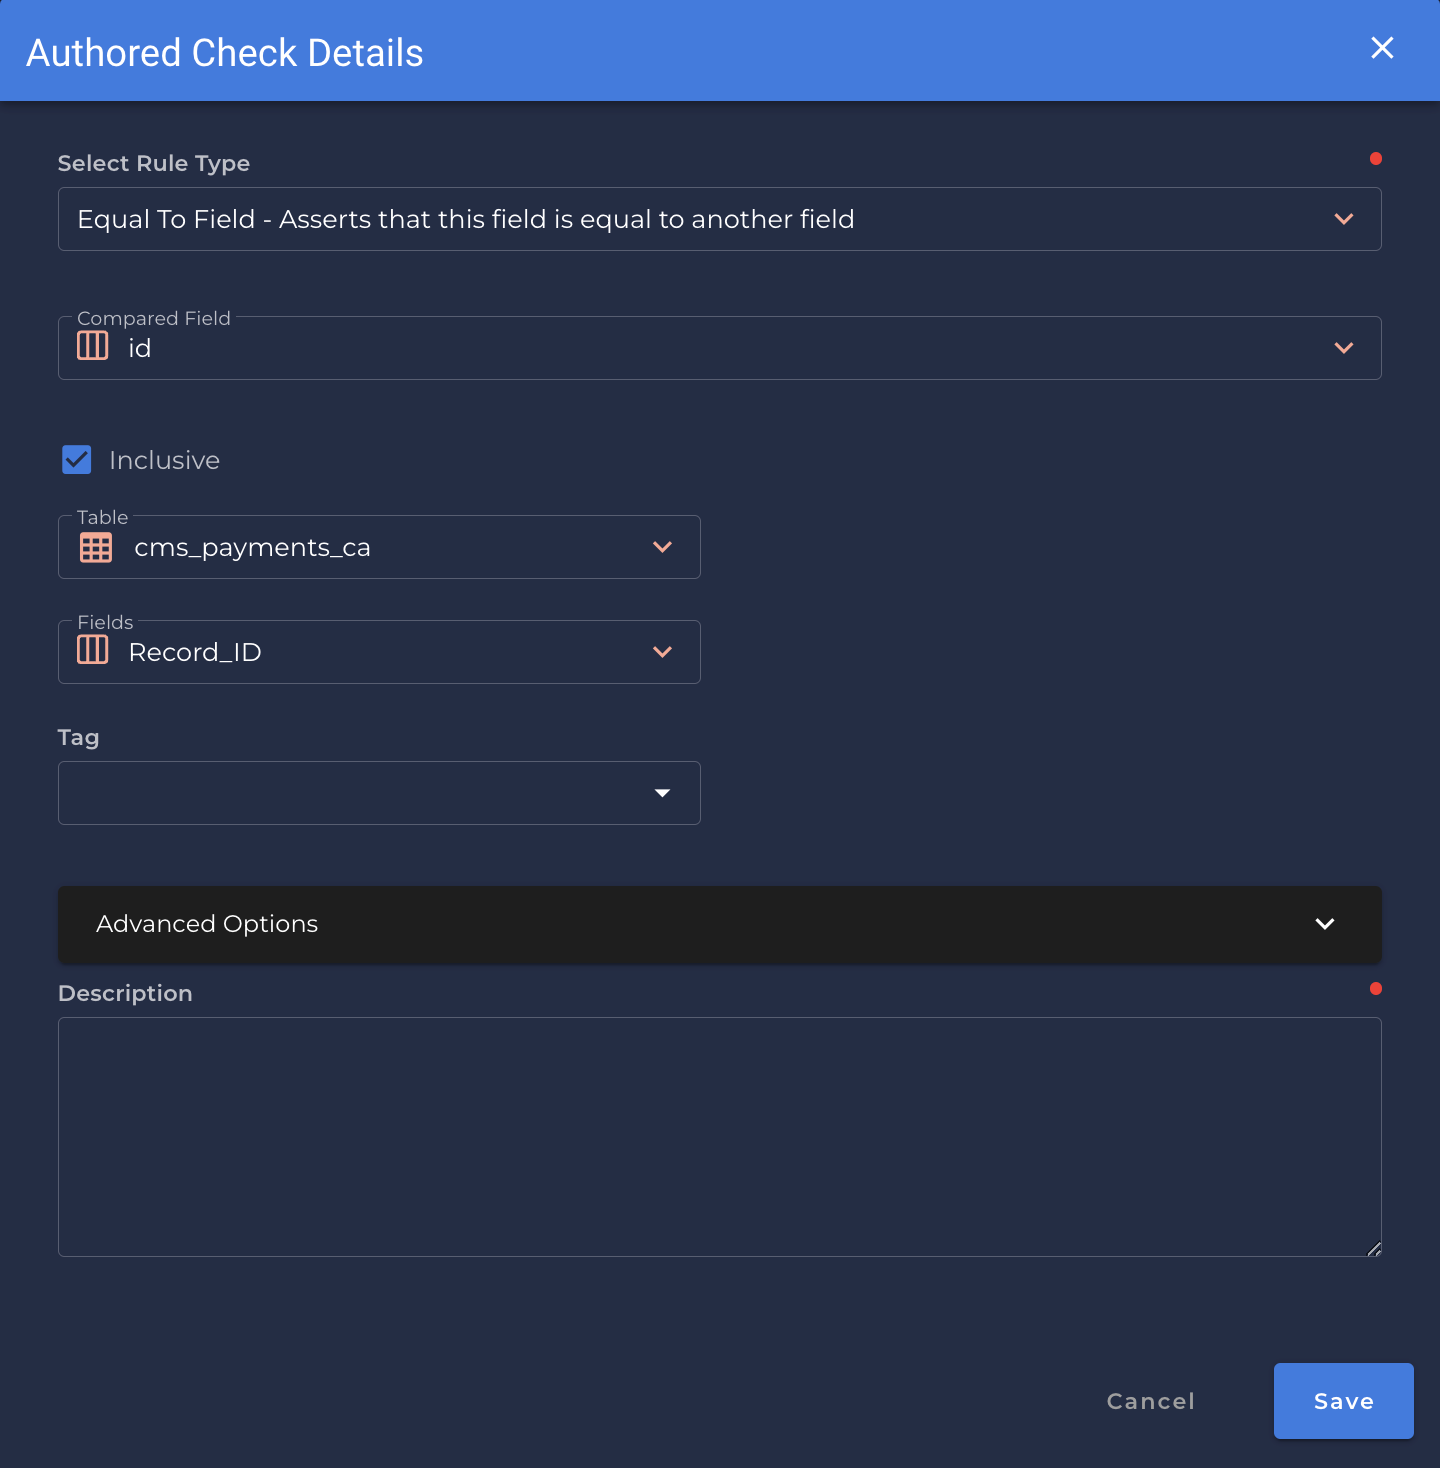 Authored Check Details
Select Rule Type
Equal To Field - Asserts that this field is equal to another field
Compared Field
id
Inclusive
Table
cms_payments_ca
Fields
Record_ID
Tag
Advanced Options
Description
Cancel
Save